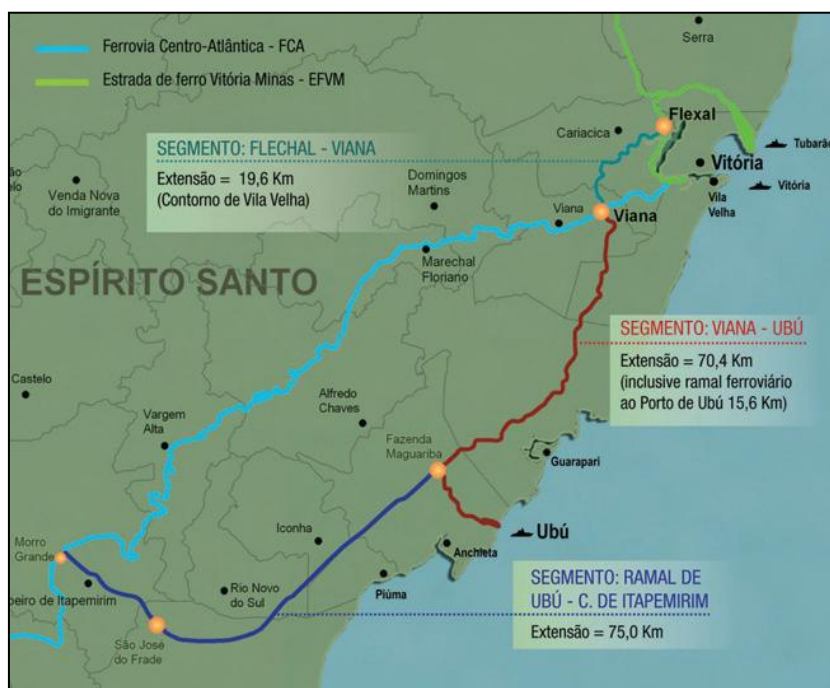 Ferrovia Centro-Atlântica - FCA
Estrada de ferro Vitória Minas - EFVM
Serra
Flexal
Cariacica
Tubarão
Vitória
Vitória
Vila
Velha
SEGMENTO: FLECHAL - VIANA
Extensão = 19,6 Km
(Contorno de Vila Velha)
Venda Nova
do Imigrante
Domingos
Martins
Viana
Viana
Marechal
Floriano
ESPÍRITO SANTO
SEGMENTO: VIANA - UBÚ
Extensão = 70,4 Km
(inclusive ramal ferroviário
ao Porto de Ubú 15,6 Km)
Castelo
Vargem
Alta
Alfredo
Chaves
Fazenda
Maguariba
Guarapari
Ubú
Iconha
Anchieta
Morro
Grande
beiro de Itapemirim
Rio Novo
do Sul
Piúma
SEGMENTO: RAMAL DE
UBÚ - C. DE ITAPEMIRIM
Extensão = 75,0 Km
São José
do Frade